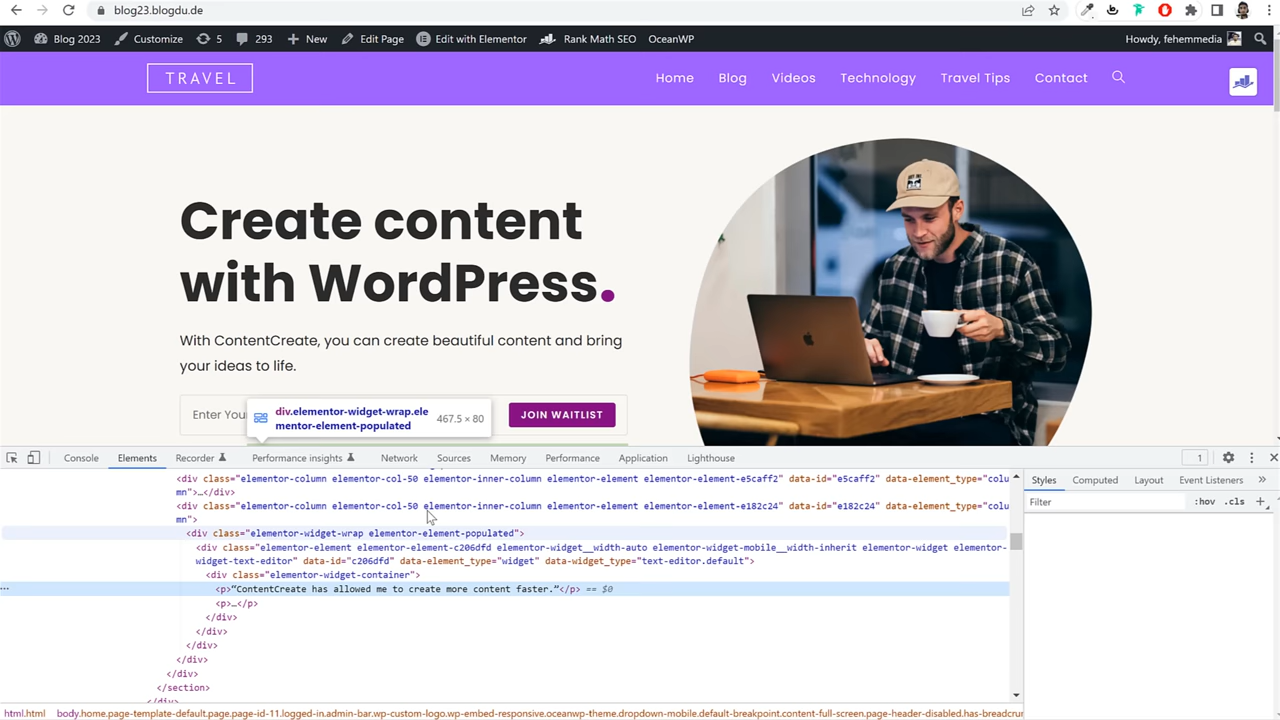 blog23.blogdu.de
Blog 2023 Customize 5 293 New Edit Page Edit with Elementor Rank Math SEO OceanWP Howdy, fehemmedia
TRAVEL Home Blog Videos Technology Travel Tips Contact
Create content
with WordPress.
With ContentCreate, you can create beautiful content and bring
your ideas to life.
Enter You JOIN WAITLIST
div.elementor-widget-wrap.ele
mentor-element-populated 467.5 × 80
Console Elements Recorder Performance insights Network Sources Memory Performance Application Lighthouse 1
<div class="elementor-column elementor-col-50 elementor-inner-column elementor-element elementor-element-e5caff2" data-id="e5caff2" data-element_type="colu
mn">…</div>
<div class="elementor-column elementor-col-50 elementor-inner-column elementor-element elementor-element-e182c24" data-id="e182c24" data-element_type="colu
mn">
<div class="elementor-widget-wrap elementor-element-populated">
<div class="elementor-element elementor-element-c206dfd elementor-widget__width-auto elementor-widget-mobile__width-inherit elementor-widget elementor-
widget-text-editor" data-id="c206dfd" data-element_type="widget" data-widget_type="text-editor.default">
<div class="elementor-widget-container">
<p>“ContentCreate has allowed me to create more content faster.”</p> == $0
<p>…</p>
</div>
</div>
</div>
</div>
</div>
</section>
</div>
html.html body.home.page-template-default.page.page-id-11.logged-in.admin-bar.wp-custom-logo.wp-embed-responsive.oceanwp-theme.dropdown-mobile.default-breakpoint.content-full-screen.page-header-disabled.has-breadcrun
Styles Computed Layout Event Listeners
Filter :hov .cls